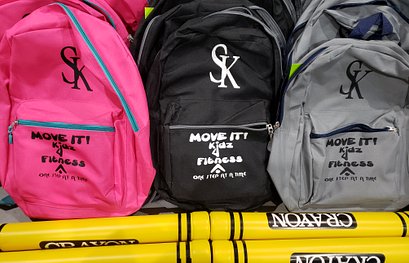 SK
MOVE IT!
Kidz
Fitness
ONE STEP AT A TIME
SK
MOVE IT!
Kidz
Fitness
ONE STEP AT A TIME
SK
MOVE IT!
Kidz
Fitness
ONE STEP AT A TIME
CRAYON
CRAYON
CRAYON